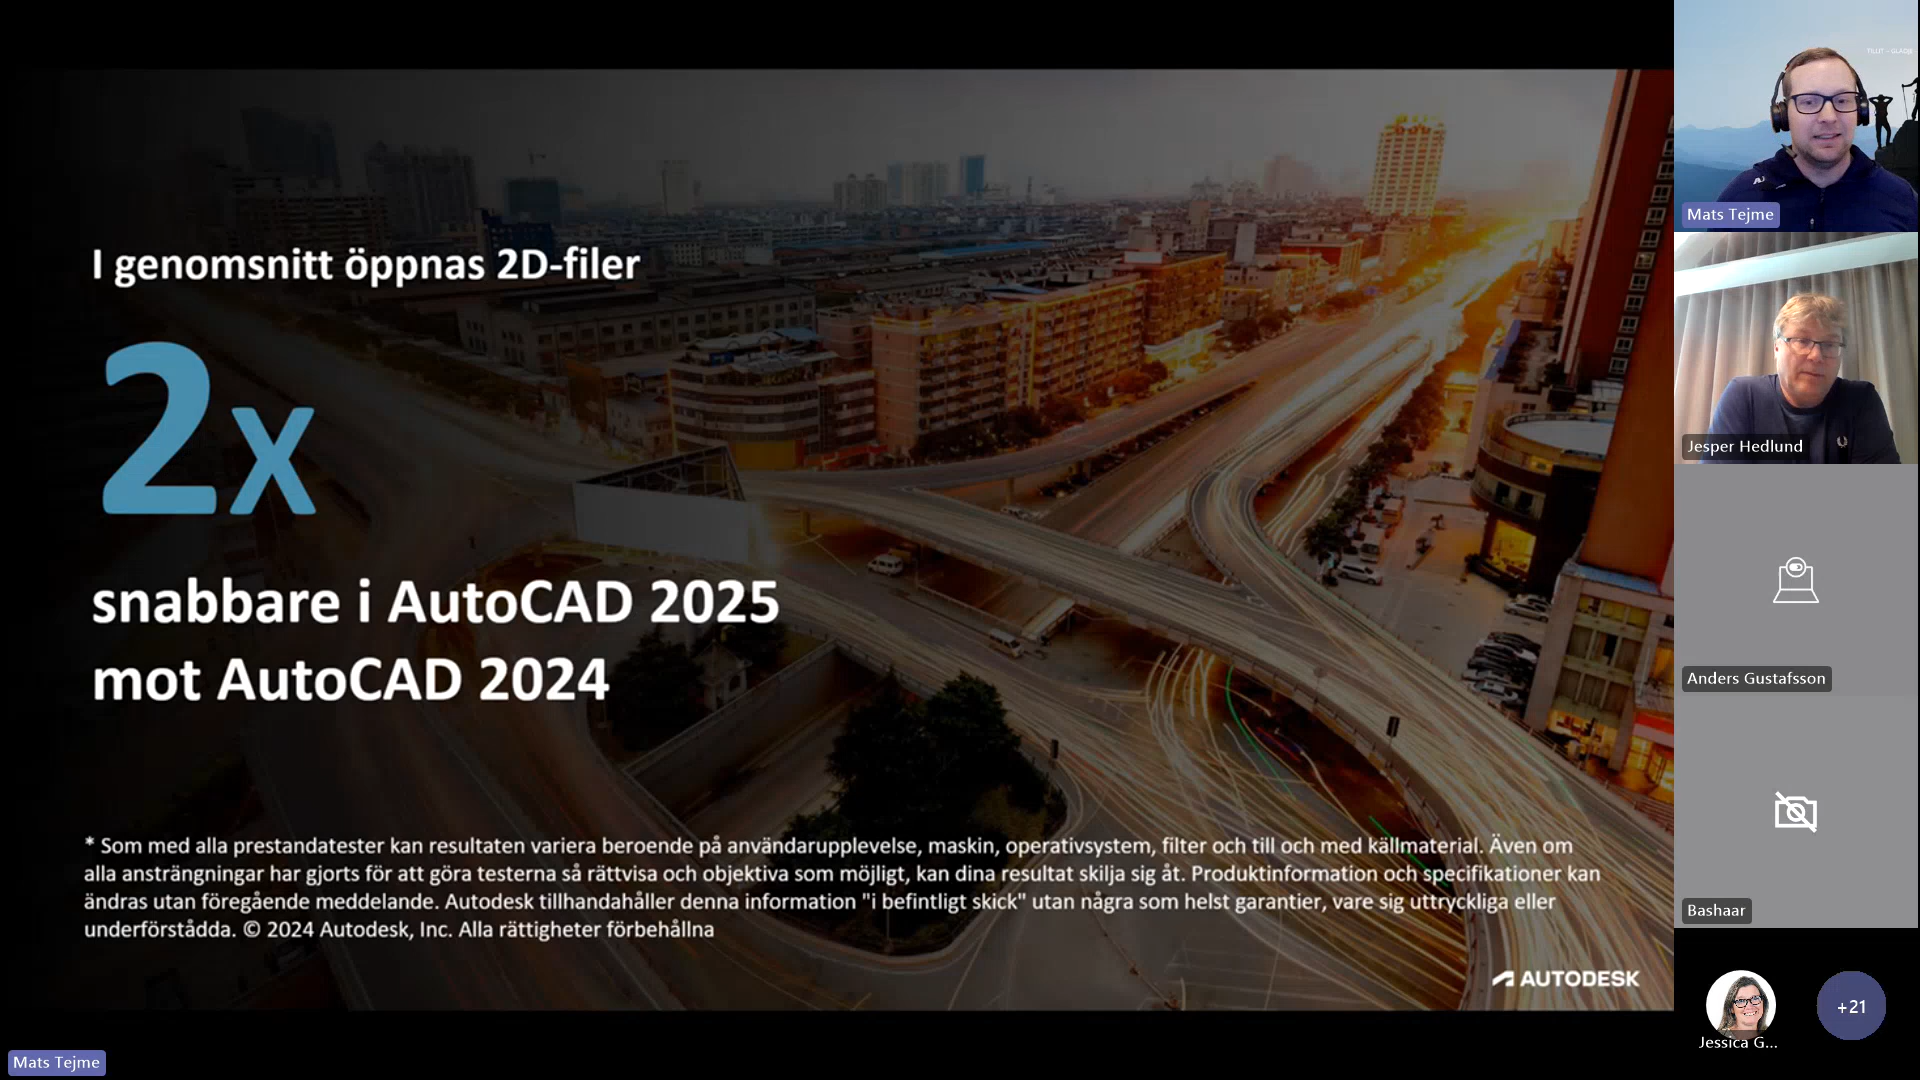 I genomsnitt öppnas 2D-filer
2x
snabbare i AutoCAD 2025
mot AutoCAD 2024
* Som med alla prestandatester kan resultaten variera beroende på användarupplevelse, maskin, operativsystem, filter och till och med källmaterial. Även om
alla ansträngningar har gjorts för att göra testerna så rättvisa och objektiva som möjligt, kan dina resultat skilja sig åt. Produktinformation och specifikationer kan
ändras utan föregående meddelande. Autodesk tillhandahåller denna information "i befintligt skick" utan några som helst garantier, vare sig uttryckliga eller
underförstådda. © 2024 Autodesk, Inc. Alla rättigheter förbehållna
AUTODESK
Mats Tejme
Mats Tejme
Jesper Hedlund
Anders Gustafsson
Bashaar
Jessica G...
+21